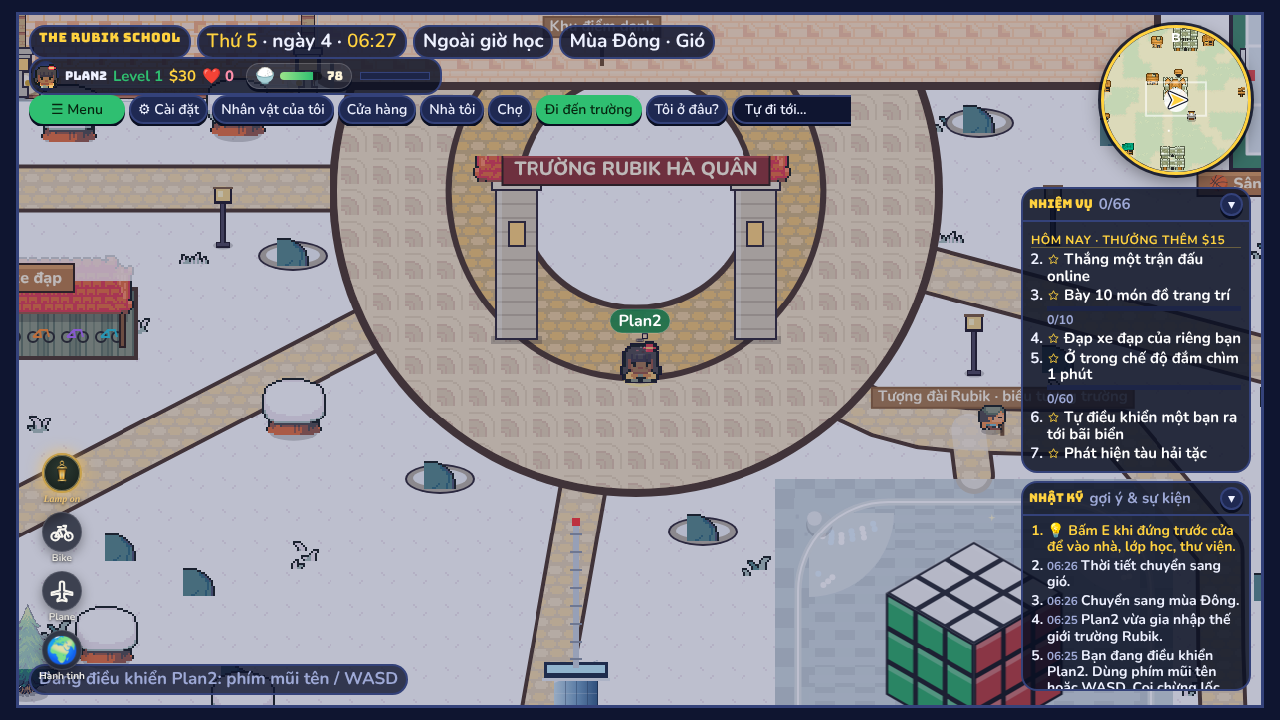 Khu điểm danh
THE RUBIK SCHOOL
Thứ 5 · ngày 4 · 06:27
Ngoài giờ học
Mùa Đông · Gió
PLAN2 Level 1 $30 ❤️ 0
78
☰ Menu
⚙ Cài đặt
Nhân vật của tôi
Cửa hàng
Nhà tôi
Chợ
Đi đến trường
Tôi ở đâu?
Tự đi tới...
TRƯỜNG RUBIK HÀ QUÂN
Sân
e đạp
Plan2
Tượng đài Rubik · biểu trường
NHIỆM VỤ 0/66
HÔM NAY · THƯỞNG THÊM $15
2. ☆ Thắng một trận đấu
online
3. ☆ Bày 10 món đồ trang trí
0/10
4. ☆ Đạp xe đạp của riêng bạn
5. ☆ Ở trong chế độ đắm chìm
1 phút
0/60
6. ☆ Tự điều khiển một bạn ra
tới bãi biển
7. ☆ Phát hiện tàu hải tặc
NHẬT KÝ gợi ý & sự kiện
1. 💡 Bấm E khi đứng trước cửa
để vào nhà, lớp học, thư viện.
2. 06:26 Thời tiết chuyển sang
gió.
3. 06:26 Chuyển sang mùa Đông.
4. 06:25 Plan2 vừa gia nhập thế
giới trường Rubik.
5. 06:25 Bạn đang điều khiển
Plan2. Dùng phím mũi tên
hoặc WASD. Coi chừng lốc
Lamp on
Bike
Plane
Hành tinh
Đang điều khiển Plan2: phím mũi tên / WASD